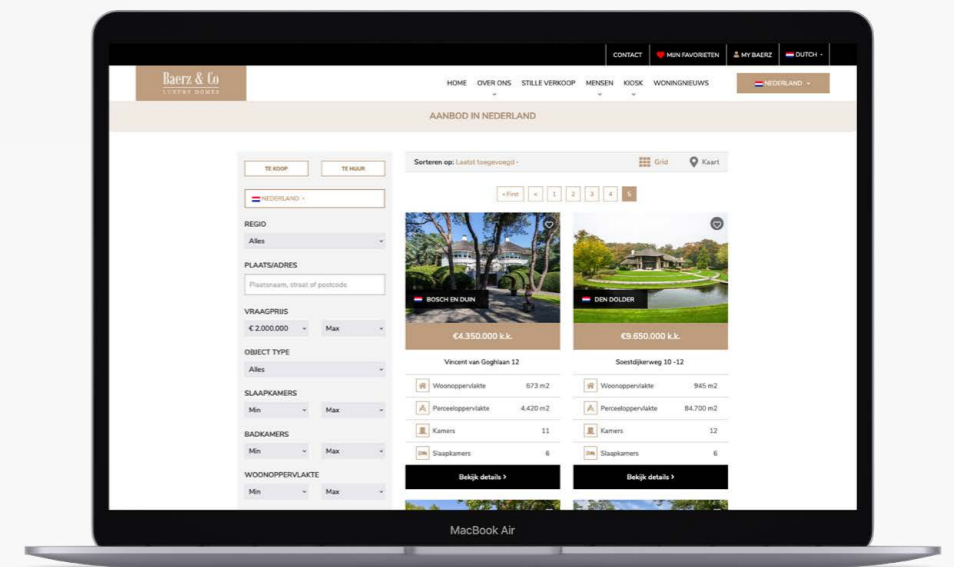 CONTACT MIJN FAVORIETEN MY BAERZ DUTCH
Baerz & Co
LUXURY HOMES
HOME OVER ONS STILLE VERKOOP MENSEN KIOSK WONINGNIEUWS
NEDERLAND
AANBOD IN NEDERLAND
TE KOOP TE HUUR
NEDERLAND
REGIO
Alles
PLAATS/ADRES
Plaatsnaam, straat of postcode
VRAAGPRIJS
€ 2.000.000 Max
OBJECT TYPE
Alles
SLAAPKAMERS
Min Max
BADKAMERS
Min Max
WOONOPPERVLAKTE
Min Max
Sorteren op: Laatst toegevoegd
Grid Kaart
« First « 1 2 3 4 5
BOSCH EN DUIN
€4.350.000 k.k.
Vincent van Goghlaan 12
Woonoppervlakte 673 m2
Perceeloppervlakte 4.420 m2
Kamers 11
Slaapkamers 6
Bekijk details >
DEN DOLDER
€9.650.000 k.k.
Soestdijkerweg 10 -12
Woonoppervlakte 945 m2
Perceeloppervlakte 84.700 m2
Kamers 12
Slaapkamers 6
Bekijk details >
MacBook Air